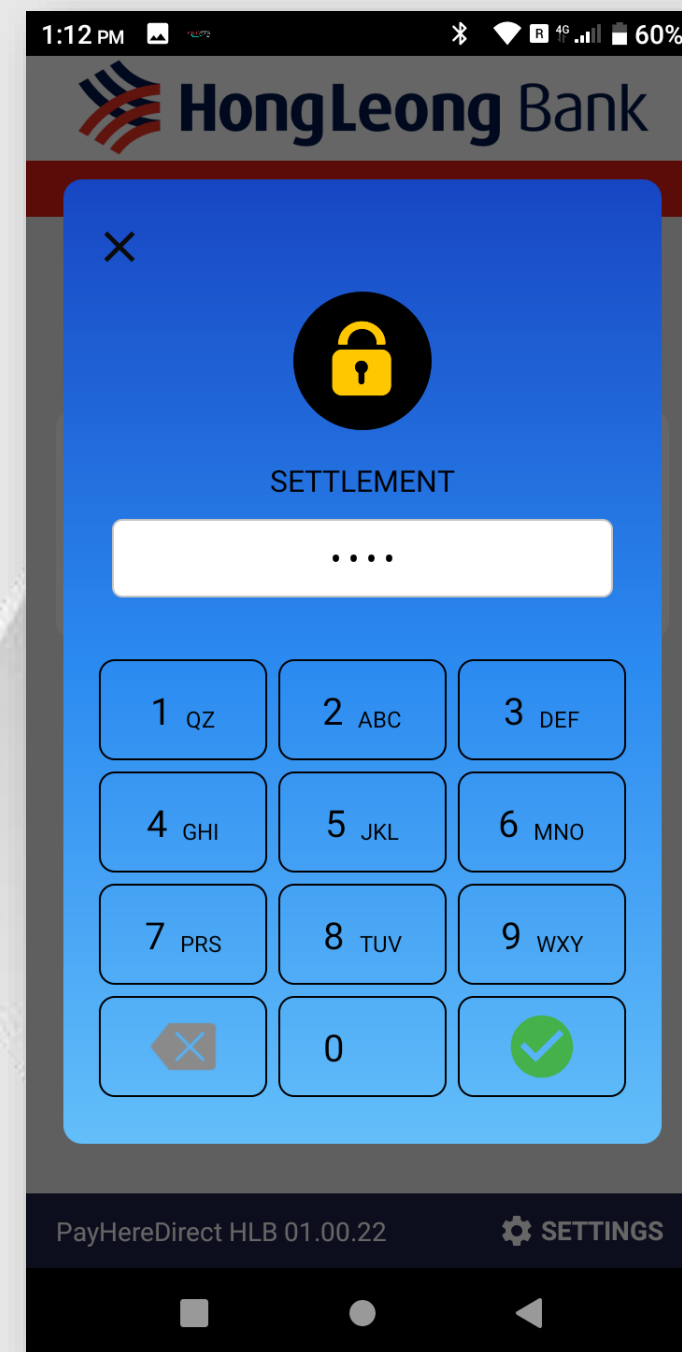 1:12 PM R 4G 60%
HongLeong Bank
SETTLEMENT
••••
1 QZ 2 ABC 3 DEF
4 GHI 5 JKL 6 MNO
7 PRS 8 TUV 9 WXY
0
PayHereDirect HLB 01.00.22 SETTINGS